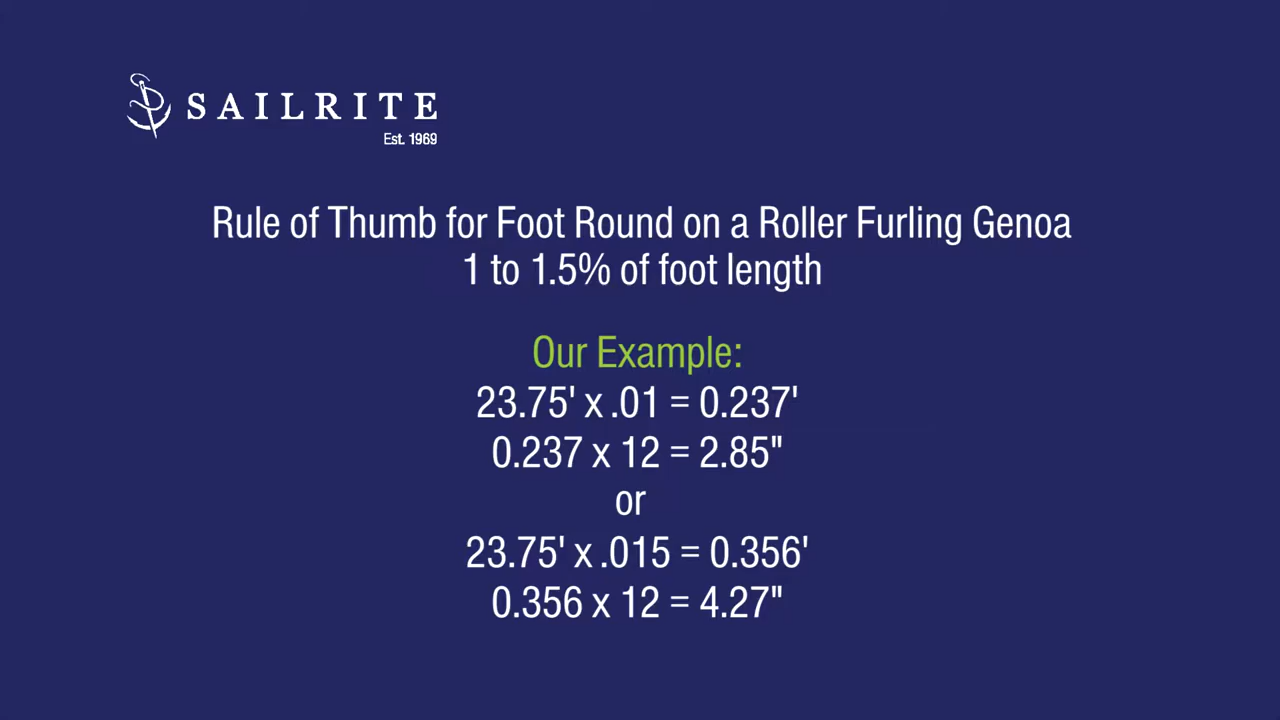 SAILRITE
Est. 1969
Rule of Thumb for Foot Round on a Roller Furling Genoa
1 to 1.5% of foot length
Our Example:
23.75' x .01 = 0.237'
0.237 x 12 = 2.85"
or
23.75' x .015 = 0.356'
0.356 x 12 = 4.27"